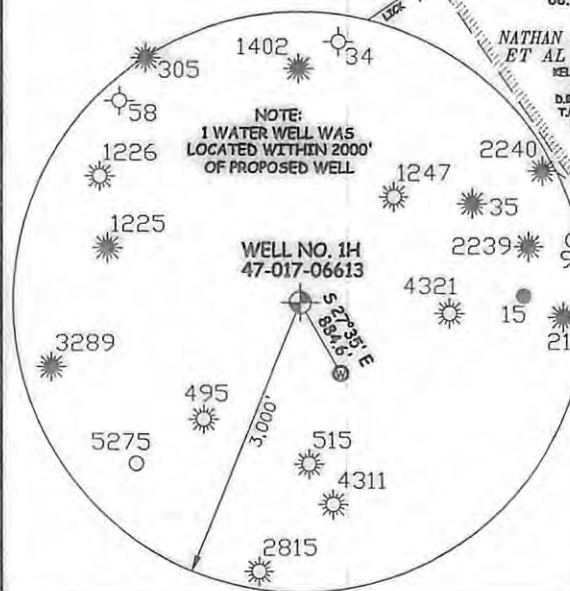 LICK
NATHAN
ET AL
305
1402
34
58
NOTE:
1 WATER WELL WAS
LOCATED WITHIN 2000'
OF PROPOSED WELL
1226
1247
2240
35
1225
2239
WELL NO. 1H
47-017-06613
4321
15
21
S 27°35' E
884.6'
W
3289
495
3,000'
5275
515
4311
2815